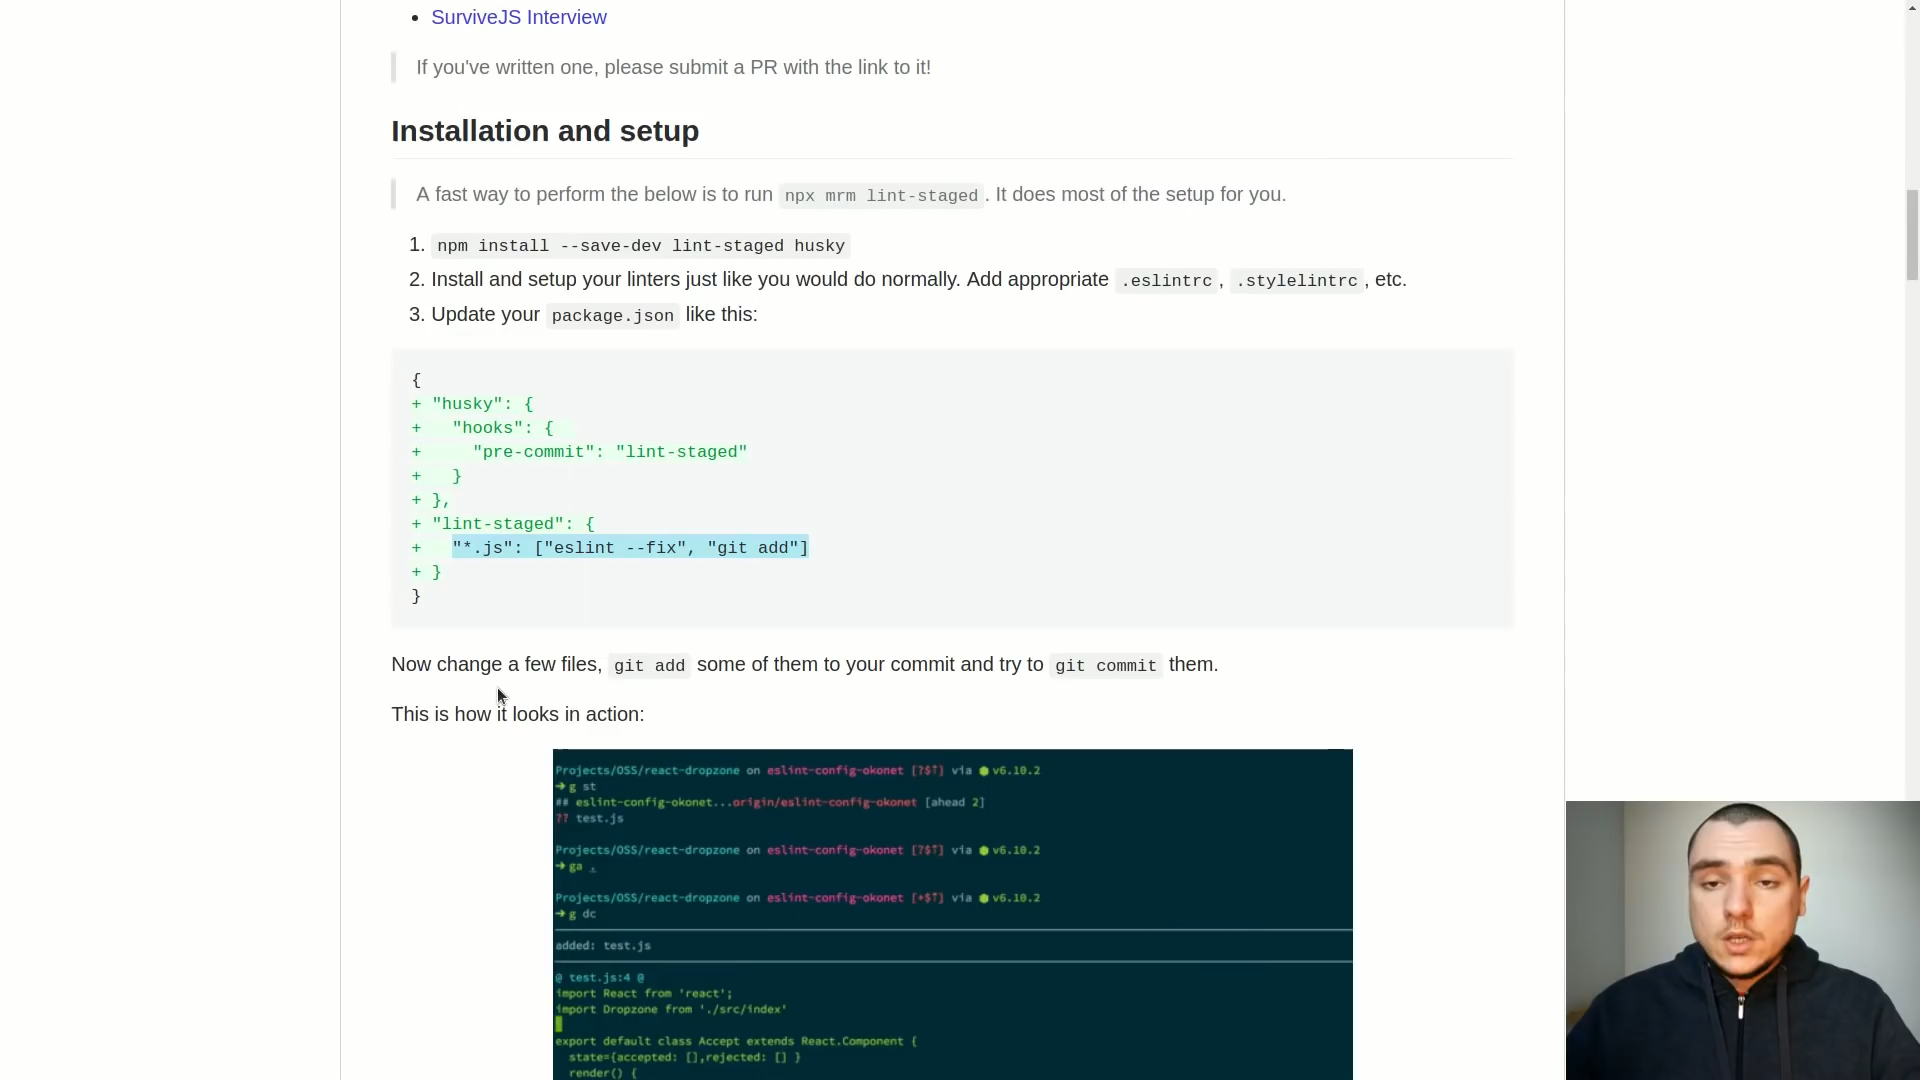 SurviveJS Interview
If you've written one, please submit a PR with the link to it!
Installation and setup
A fast way to perform the below is to run npx mrm lint-staged. It does most of the setup for you.
1. npm install --save-dev lint-staged husky
2. Install and setup your linters just like you would do normally. Add appropriate .eslintrc, .stylelintrc, etc.
3. Update your package.json like this:
{
+ "husky": {
+   "hooks": {
+     "pre-commit": "lint-staged"
+   }
+ },
+ "lint-staged": {
+   "*.js": ["eslint --fix", "git add"]
+ }
}
Now change a few files, git add some of them to your commit and try to git commit them.
This is how it looks in action:
Projects/OSS/react-dropzone on eslint-config-okonet [?$⇡] via ⬢ v6.10.2
➜ g st
## eslint-config-okonet...origin/eslint-config-okonet [ahead 2]
?? test.js
Projects/OSS/react-dropzone on eslint-config-okonet [?$⇡] via ⬢ v6.10.2
➜ ga .
Projects/OSS/react-dropzone on eslint-config-okonet [+$⇡] via ⬢ v6.10.2
➜ g dc
added: test.js
@ test.js:4 @
import React from 'react';
import Dropzone from './src/index'
export default class Accept extends React.Component {
state={accepted: [],rejected: [] }
render() {